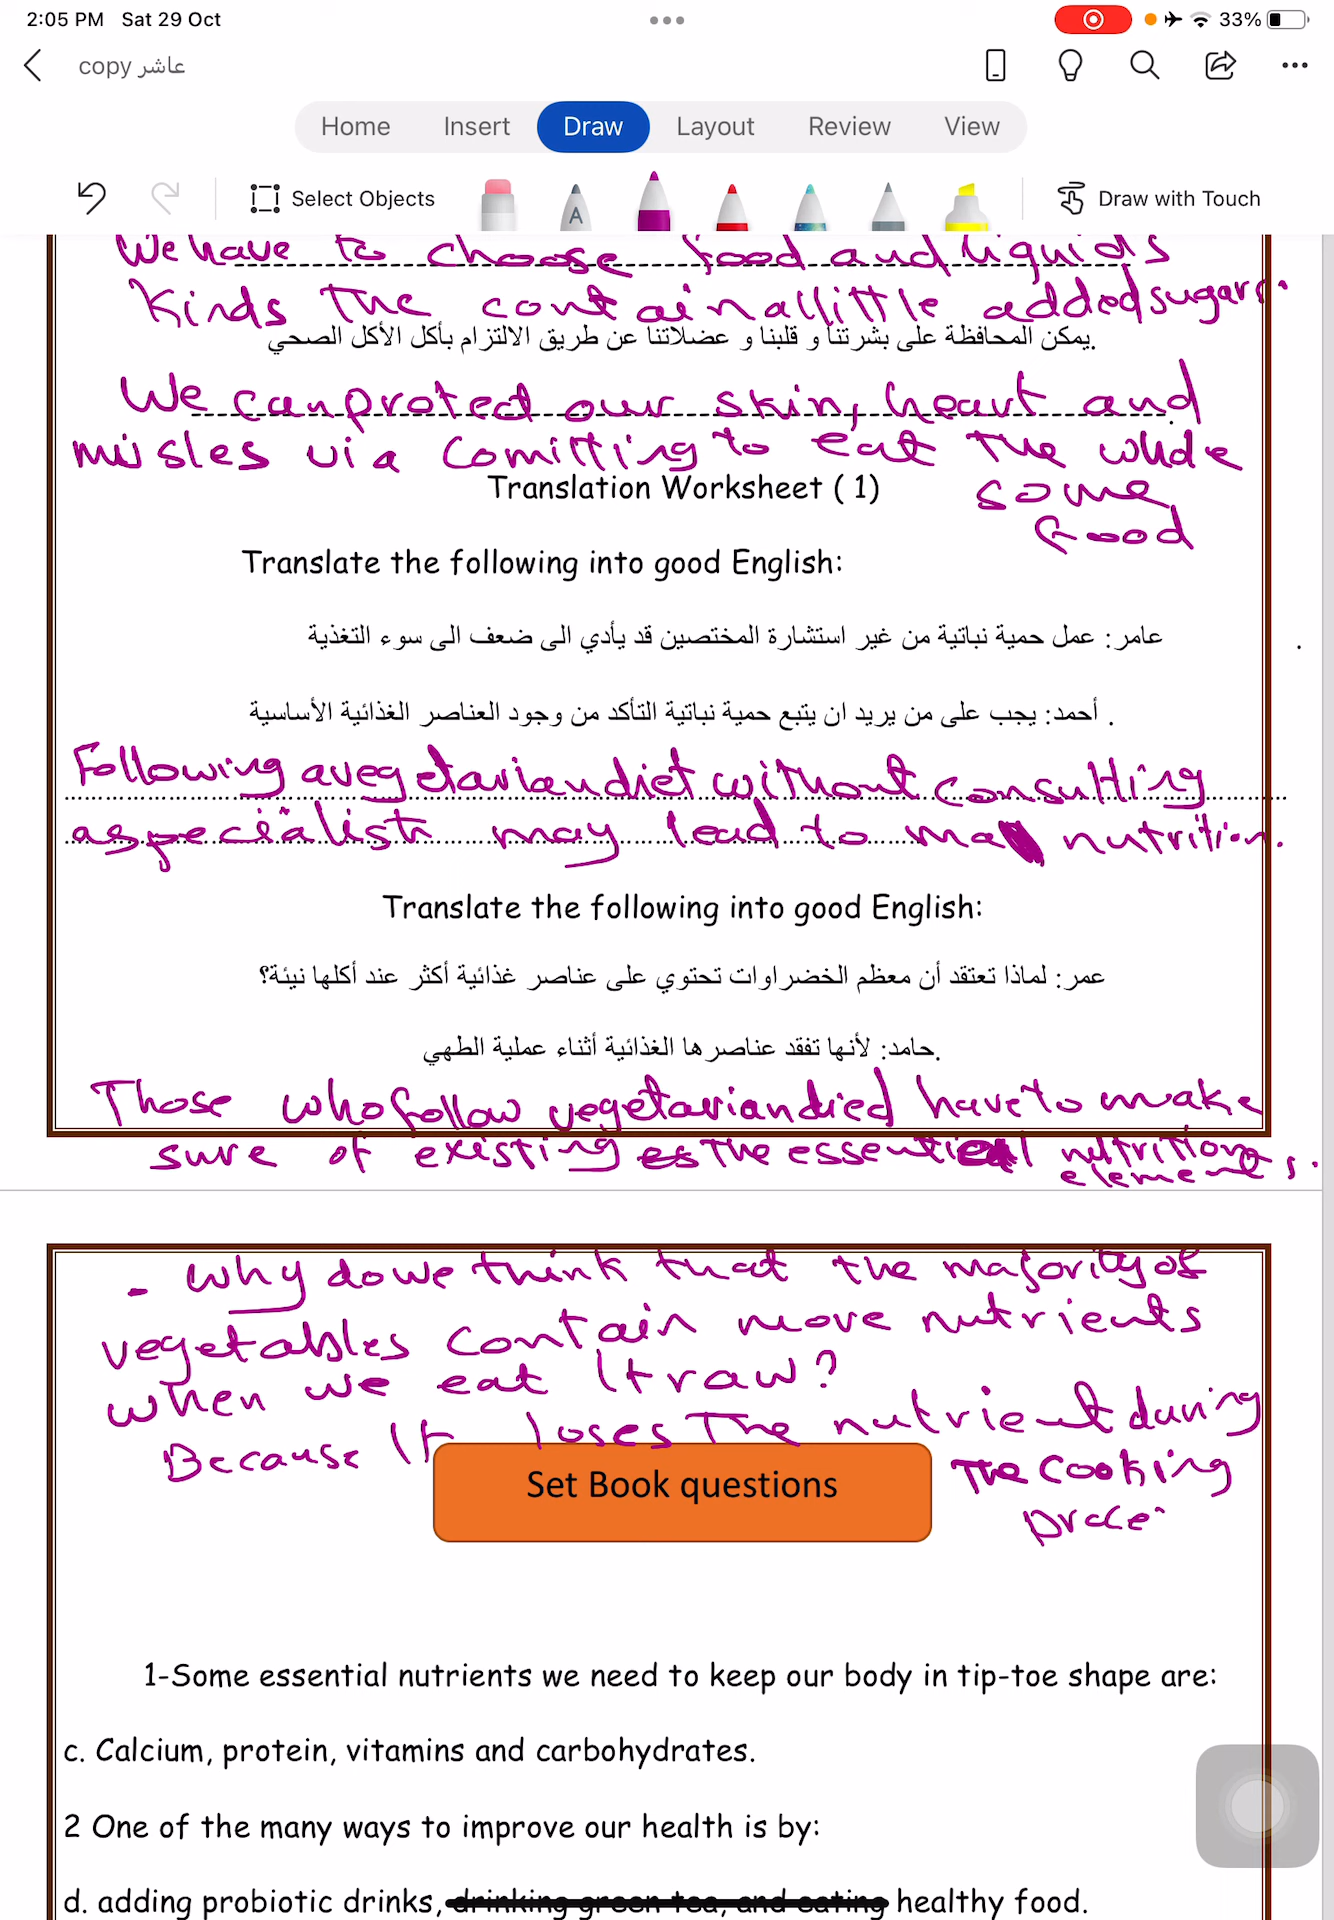 2:05 PM Sat 29 Oct
33%
copy عاشر
Home Insert Draw Layout Review View
Select Objects
A
Draw with Touch
We have to choose food and liquids
Kinds The contain a little added sugars.
يمكن المحافظة على بشرتنا و قلبنا و عضلاتنا عن طريق الالتزام بأكل الأكل الصحي.
We can protect our skin, heart and
misles via comitting to eat the whole
some
food
Translation Worksheet ( 1)
Translate the following into good English:
عامر: عمل حمية نباتية من غير استشارة المختصين قد يأدي الى ضعف الى سوء التغذية
.
أحمد: يجب على من يريد ان يتبع حمية نباتية التأكد من وجود العناصر الغذائية الأساسية .
Following a vegetarian diet without consulting
a specialist may lead to mal nutrition.
Translate the following into good English:
عمر: لماذا تعتقد أن معظم الخضراوات تحتوي على عناصر غذائية أكثر عند أكلها نيئة؟
حامد: لأنها تفقد عناصرها الغذائية أثناء عملية الطهي.
Those who follow vegetarian died have to make
sure of existing es the essential nutrition
elements.
- Why do we think that the majority of
vegetables contain more nutrients
when we eat It raw?
Because It loses The nutrient during
The Cooking
Set Book questions
1-Some essential nutrients we need to keep our body in tip-toe shape are:
c. Calcium, protein, vitamins and carbohydrates.
2 One of the many ways to improve our health is by:
d. adding probiotic drinks, drinking green tea, and eating healthy food.